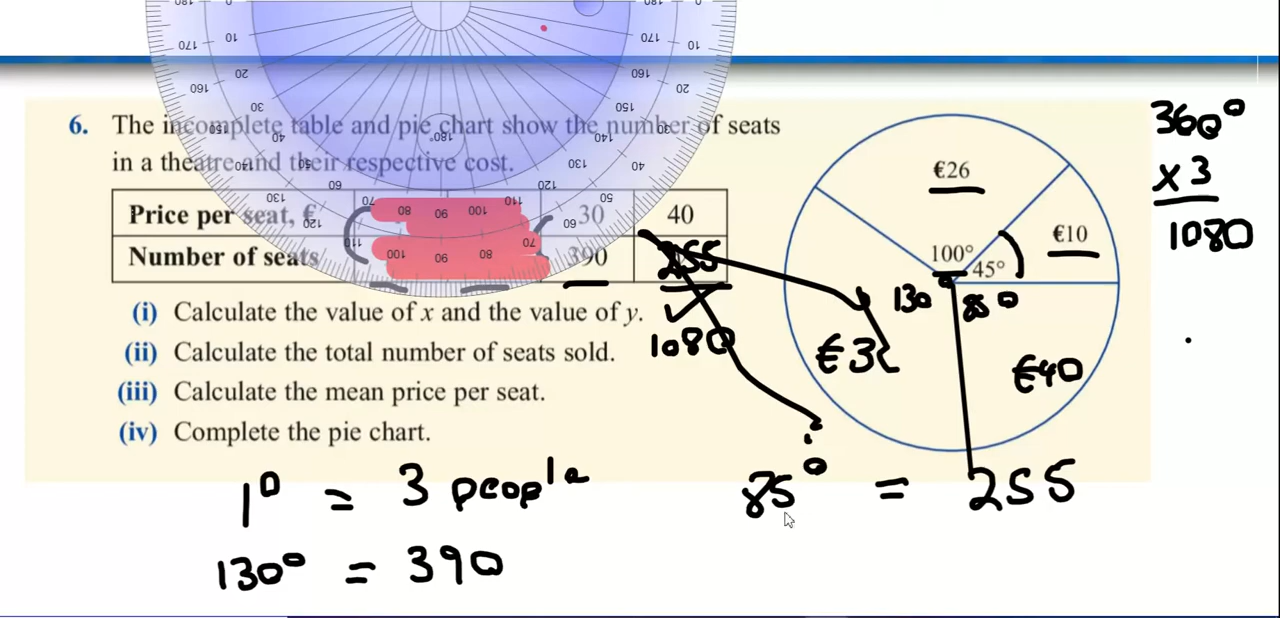 6. The incomplete table and pie chart show the number of seats
in a theatre and their respective cost.
Price per seat, € 30 40
Number of seats 390 255
1080
(i) Calculate the value of x and the value of y.
(ii) Calculate the total number of seats sold.
(iii) Calculate the mean price per seat.
(iv) Complete the pie chart.
1° = 3 people
130° = 390
€26
€10
100°
45°
130
85°
€40
85° = 255
360°
x 3
1080